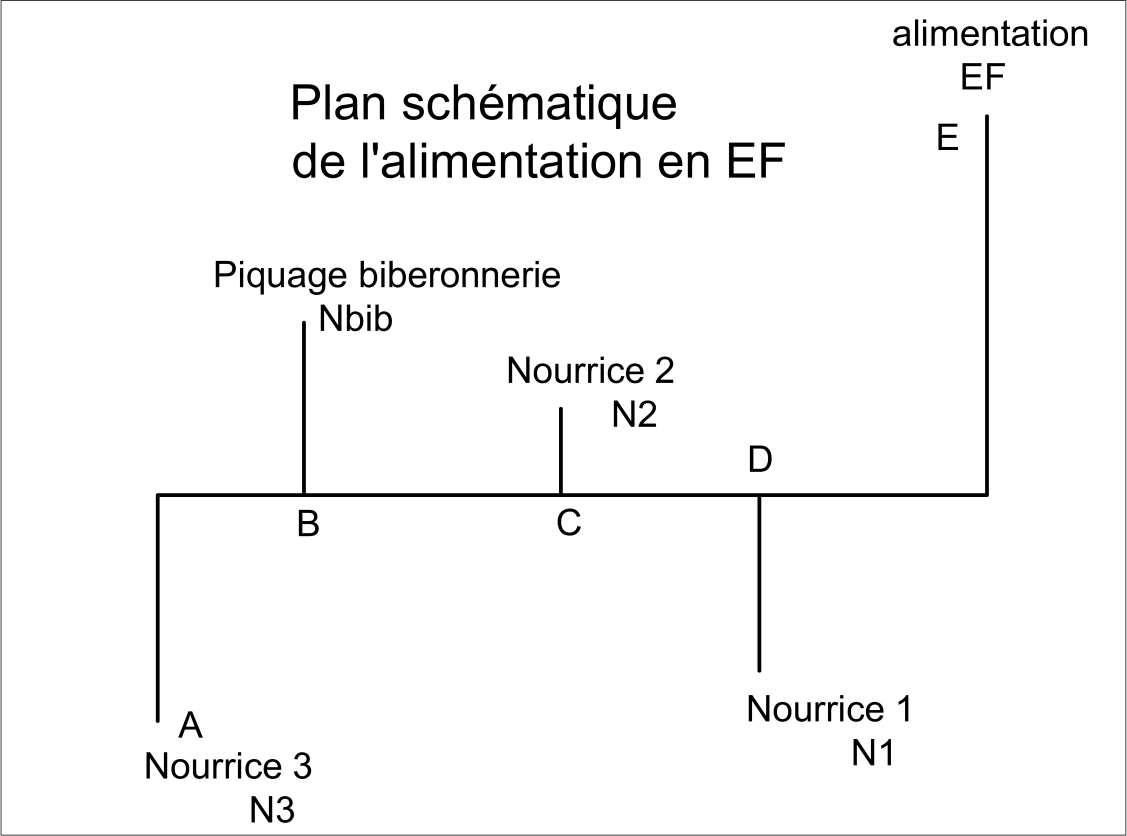 alimentation
EF
E
Plan schématique
de l'alimentation en EF
Piquage biberonnerie
Nbib
Nourrice 2
N2
D
B
C
A
Nourrice 3
N3
Nourrice 1
N1